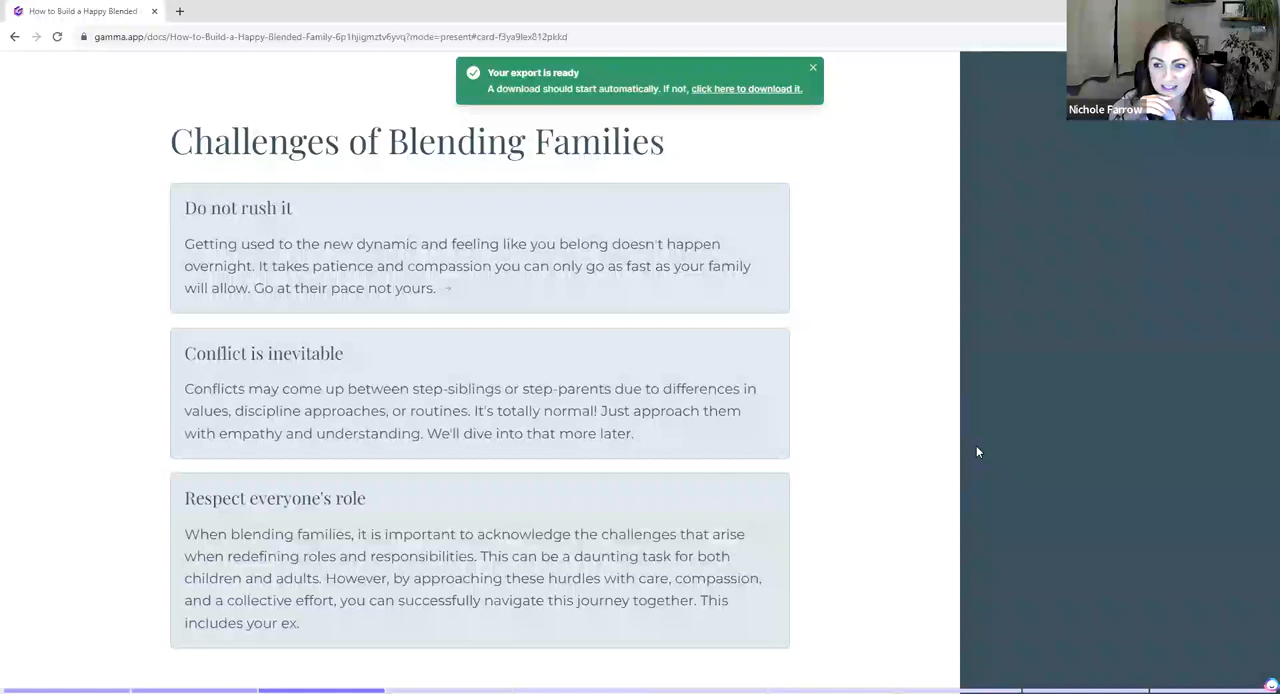 How to Build a Happy Blended
gamma.app/docs/How-to-Build-a-Happy-Blended-Family-6p1hjigmztv6yvq?mode=present#card-f3ya9lex812pkkd
Your export is ready
A download should start automatically. If not, click here to download it.
Nichole Farrow
Challenges of Blending Families
Do not rush it
Getting used to the new dynamic and feeling like you belong doesn't happen
overnight. It takes patience and compassion you can only go as fast as your family
will allow. Go at their pace not yours. →
Conflict is inevitable
Conflicts may come up between step-siblings or step-parents due to differences in
values, discipline approaches, or routines. It's totally normal! Just approach them
with empathy and understanding. We'll dive into that more later.
Respect everyone's role
When blending families, it is important to acknowledge the challenges that arise
when redefining roles and responsibilities. This can be a daunting task for both
children and adults. However, by approaching these hurdles with care, compassion,
and a collective effort, you can successfully navigate this journey together. This
includes your ex.